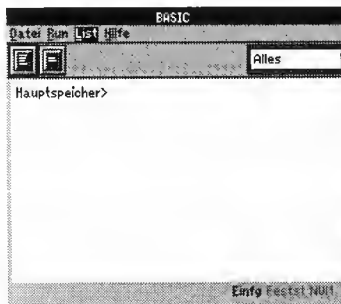 BASIC
Datei Run List Hilfe
Alles
Hauptspeicher>
Einfg Festst NUM